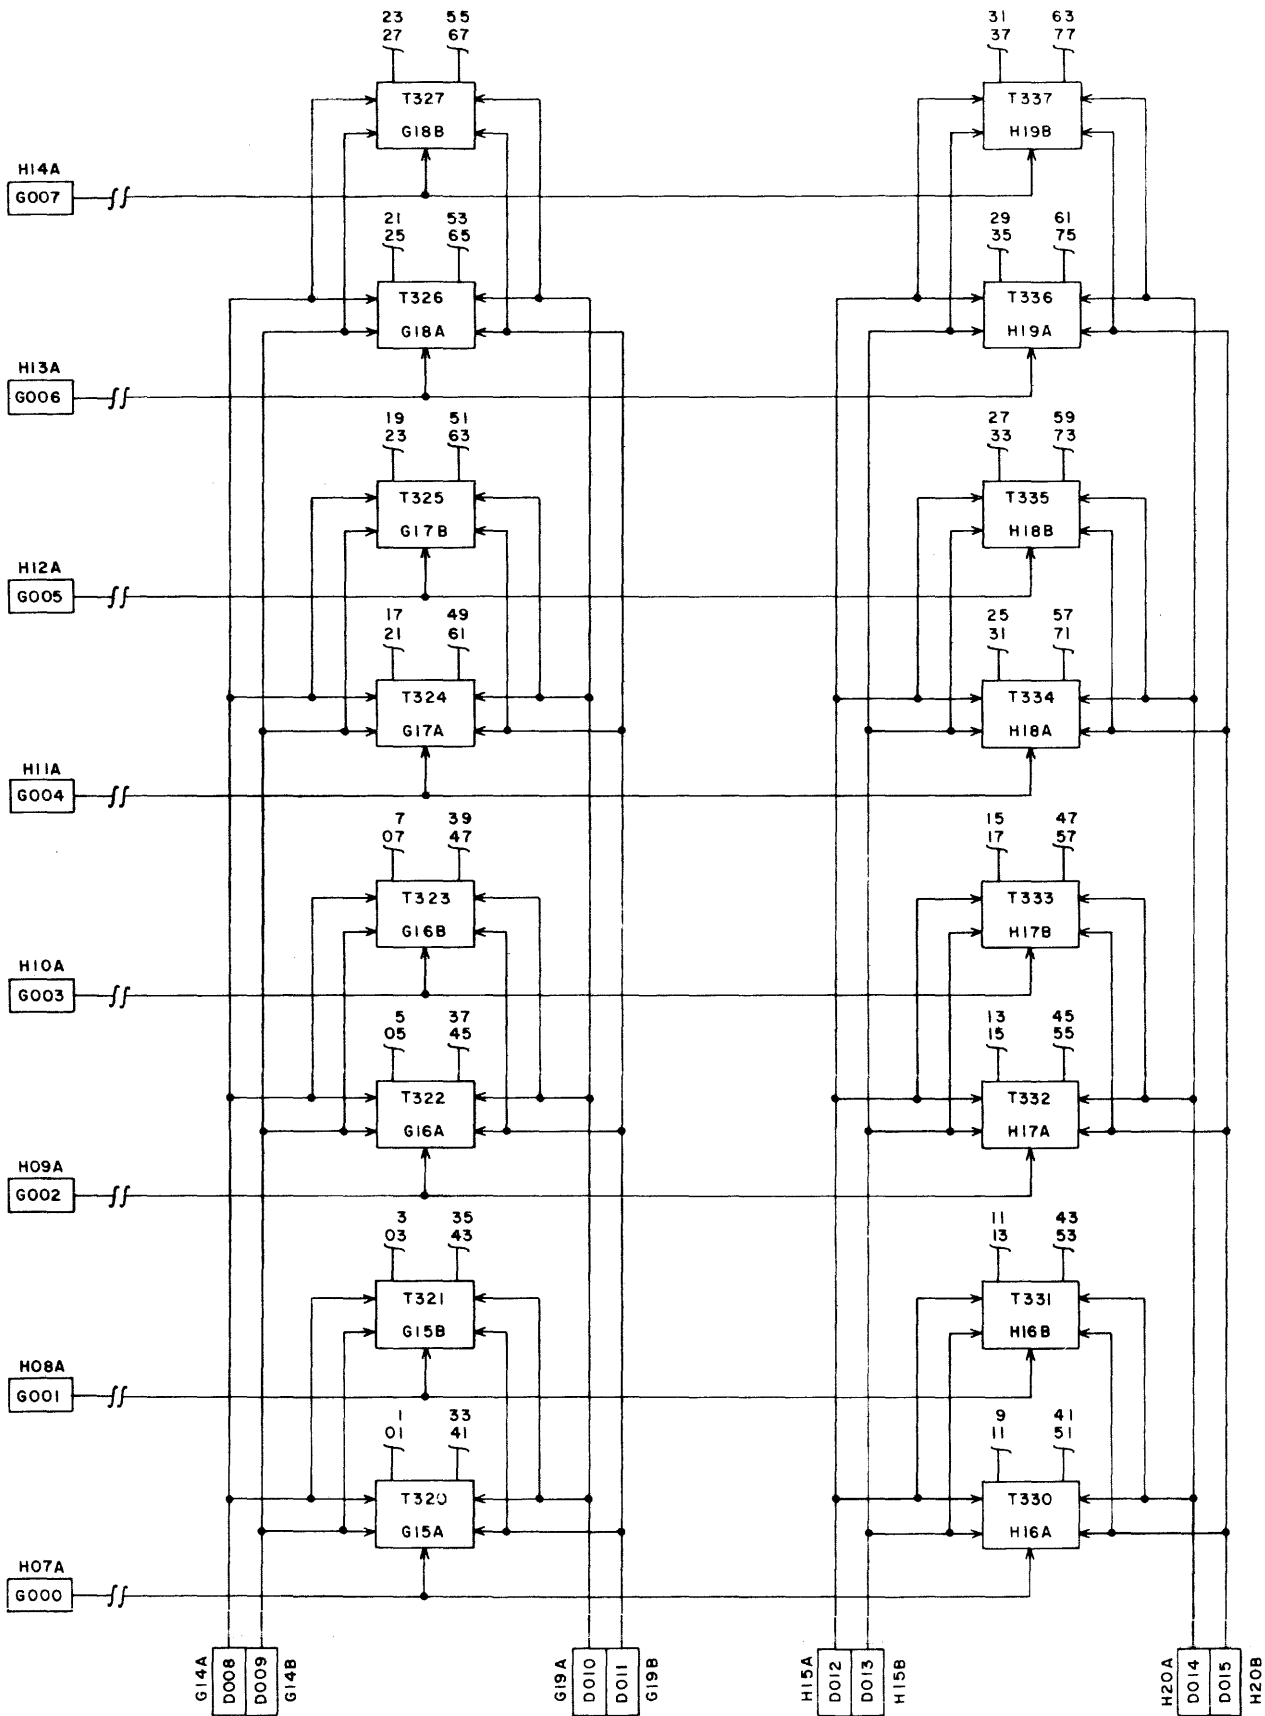 23 55 31 63
27 67 37 77
T327 T337
G18B H19B
H14A
G007
21 53 29 61
25 65 35 75
T326 T336
G18A H19A
H13A
G006
19 51 27 59
23 63 33 73
T325 T335
G17B H18B
H12A
G005
17 49 25 57
21 61 31 71
T324 T334
G17A H18A
H11A
G004
7 39 15 47
07 47 17 57
T323 T333
G16B H17B
H10A
G003
5 37 13 45
05 45 15 55
T322 T332
G16A H17A
H09A
G002
3 35 11 43
03 43 13 53
T321 T331
G15B H16B
H08A
G001
1 33 9 41
01 41 11 51
T320 T330
G15A H16A
H07A
G000
G14A D008 D009 G14B G19A D010 D011 G19B H15A D012 D013 H15B H20A D014 D015 H20B